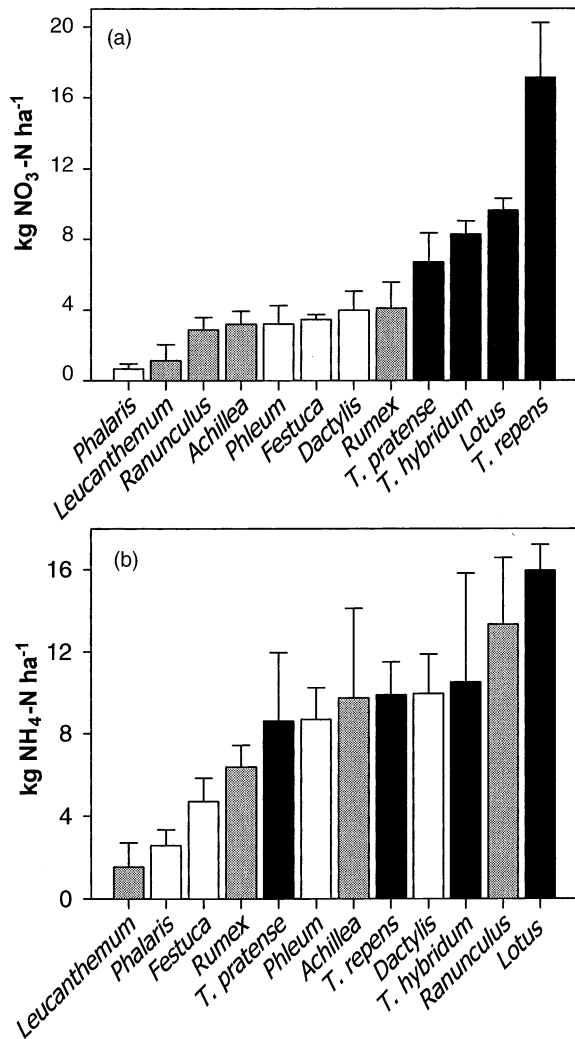 (a)
kg NO3-N ha-1
20
16
12
8
4
0
Phalaris
Leucanthemum
Ranunculus
Achillea
Phleum
Festuca
Dactylis
Rumex
T. pratense
T. hybridum
Lotus
T. repens
(b)
kg NH4-N ha-1
16
12
8
4
0
Leucanthemum
Phalaris
Festuca
Rumex
T. pratense
Phleum
Achillea
T. repens
Dactylis
T. hybridum
Ranunculus
Lotus